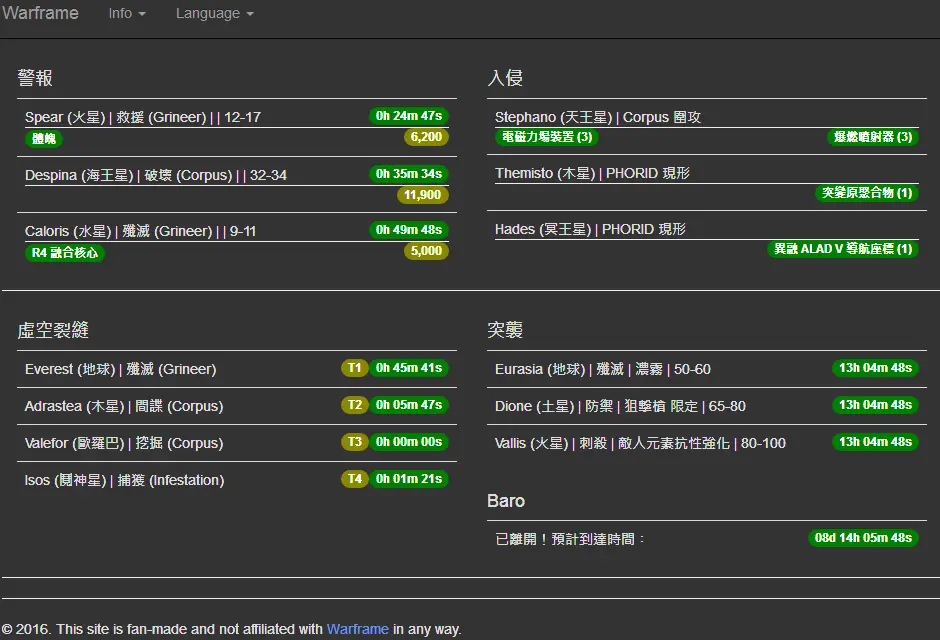 Warframe Info Language
警報
Spear (火星) | 救援 (Grineer) | | 12-17 0h 24m 47s
體魄 6,200
Despina (海王星) | 破壞 (Corpus) | | 32-34 0h 35m 34s
11,900
Caloris (水星) | 殲滅 (Grineer) | | 9-11 0h 49m 48s
R4 融合核心 5,000
入侵
Stephano (天王星) | Corpus 圍攻
電磁力場裝置 (3) 爆燃噴射器 (3)
Themisto (木星) | PHORID 現形
突變原聚合物 (1)
Hades (冥王星) | PHORID 現形
異融 ALAD V 導航座標 (1)
虛空裂縫
Everest (地球) | 殲滅 (Grineer) T1 0h 45m 41s
Adrastea (木星) | 間諜 (Corpus) T2 0h 05m 47s
Valefor (歐羅巴) | 挖掘 (Corpus) T3 0h 00m 00s
Isos (鬩神星) | 捕獲 (Infestation) T4 0h 01m 21s
突襲
Eurasia (地球) | 殲滅 | 濃霧 | 50-60 13h 04m 48s
Dione (土星) | 防禦 | 狙擊槍 限定 | 65-80 13h 04m 48s
Vallis (火星) | 刺殺 | 敵人元素抗性強化 | 80-100 13h 04m 48s
Baro
已離開！預計到達時間： 08d 14h 05m 48s
© 2016. This site is fan-made and not affiliated with Warframe in any way.